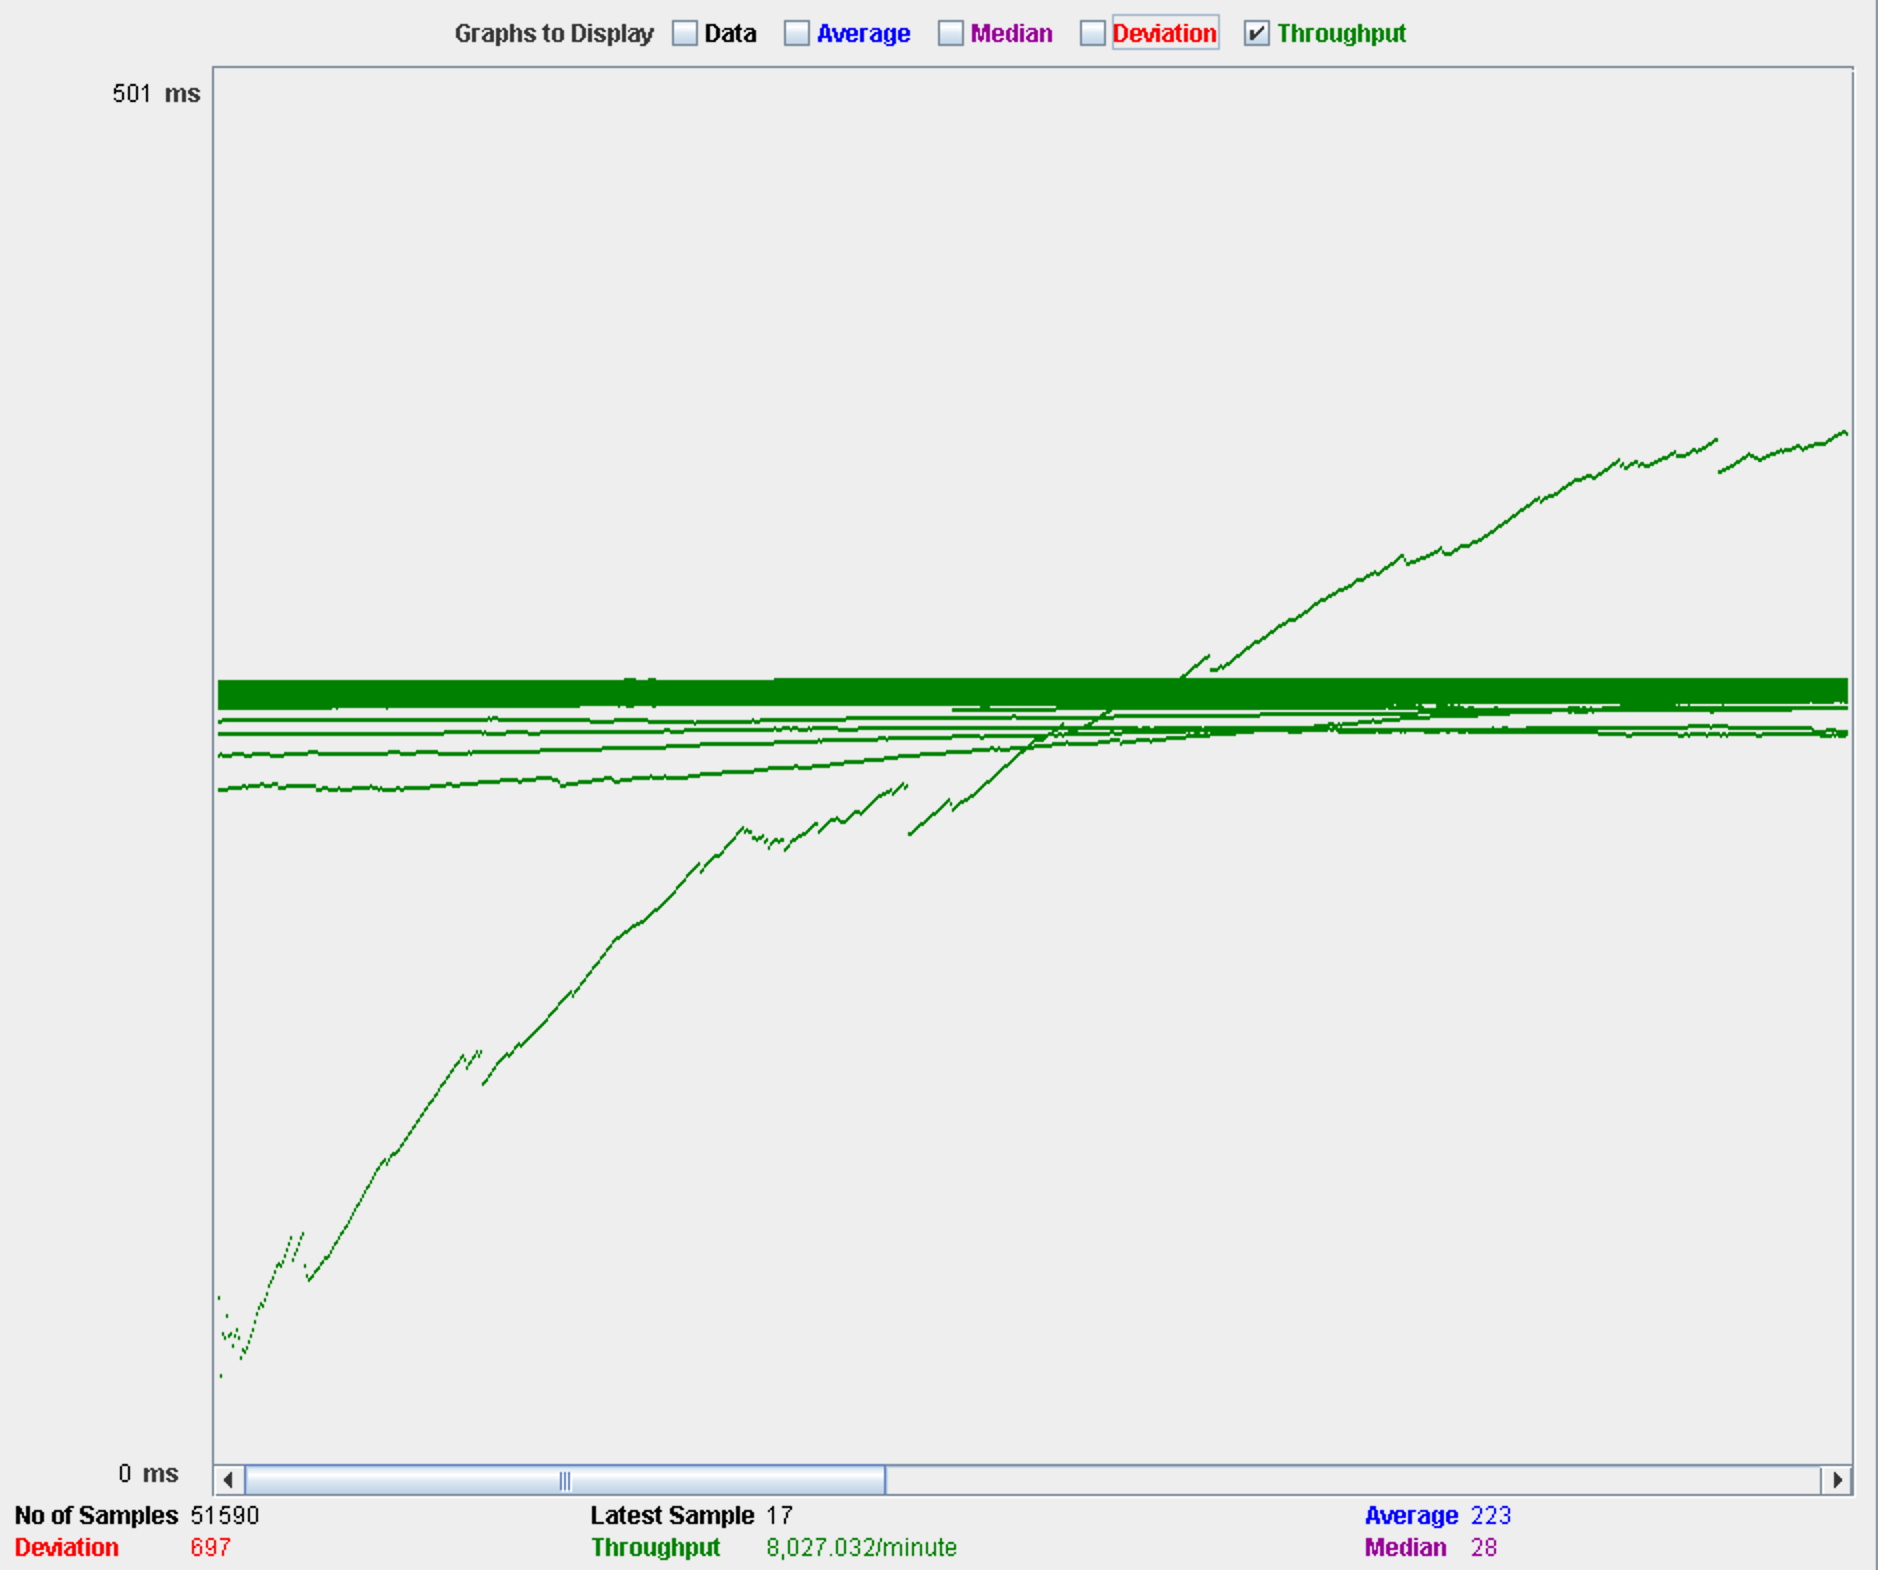 Graphs to Display Data Average Median Deviation Throughput
501 ms
0 ms
No of Samples 51590 Latest Sample 17 Average 223
Deviation 697 Throughput 8,027.032/minute Median 28